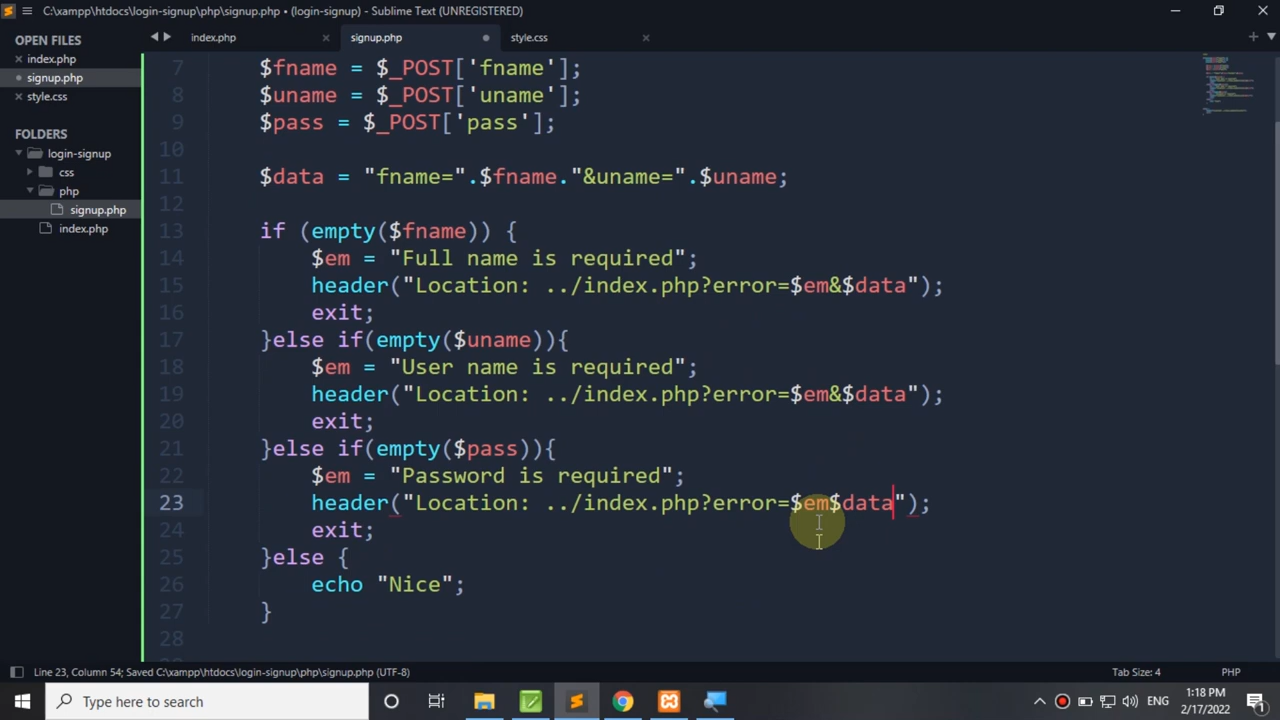 C:\xampp\htdocs\login-signup\php\signup.php • (login-signup) - Sublime Text (UNREGISTERED)
OPEN FILES
index.php
signup.php
style.css
FOLDERS
login-signup
css
php
signup.php
index.php
index.php
signup.php
style.css
7 $fname = $_POST['fname'];
8 $uname = $_POST['uname'];
9 $pass = $_POST['pass'];
10
11 $data = "fname=".$fname."&uname=".$uname;
12
13 if (empty($fname)) {
14 $em = "Full name is required";
15 header("Location: ../index.php?error=$em&$data");
16 exit;
17 }else if(empty($uname)){
18 $em = "User name is required";
19 header("Location: ../index.php?error=$em&$data");
20 exit;
21 }else if(empty($pass)){
22 $em = "Password is required";
23 header("Location: ../index.php?error=$em$data");
24 exit;
25 }else {
26 echo "Nice";
27 }
28
Line 23, Column 54; Saved C:\xampp\htdocs\login-signup\php\signup.php (UTF-8)
Tab Size: 4
PHP
Type here to search
ENG
1:18 PM
2/17/2022
1